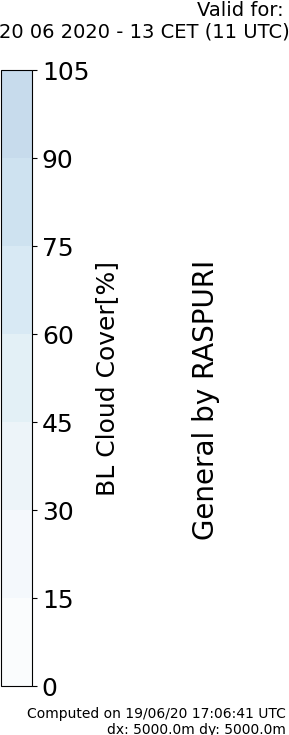 Valid for:
20 06 2020 - 13 CET (11 UTC)
105
90
75
60
45
30
15
0
BL Cloud Cover[%]
General by RASPURI
Computed on 19/06/20 17:06:41 UTC
dx: 5000.0m dy: 5000.0m